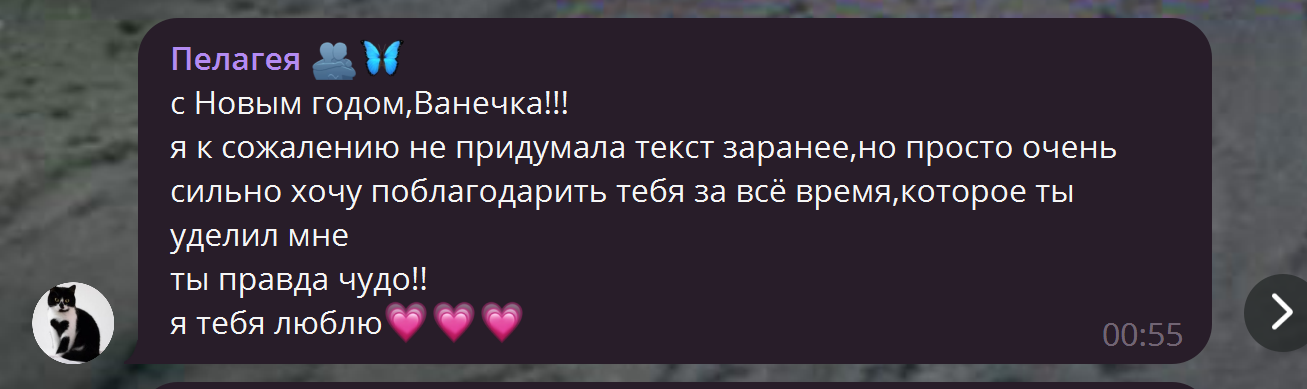 Пелагея 🫂🦋
с Новым годом,Ванечка!!!
я к сожалению не придумала текст заранее,но просто очень
сильно хочу поблагодарить тебя за всё время,которое ты
уделил мне
ты правда чудо!!
я тебя люблю💗💗💗
00:55